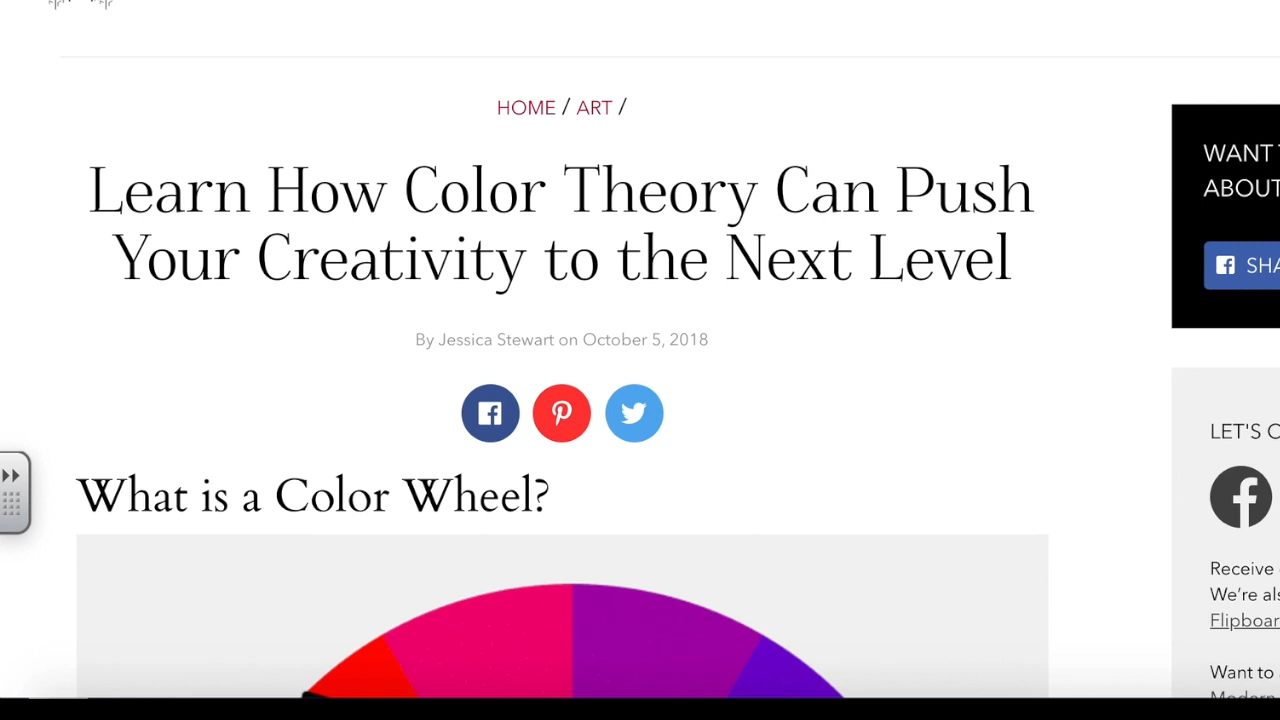 HOME / ART /
Learn How Color Theory Can Push
Your Creativity to the Next Level
By Jessica Stewart on October 5, 2018
What is a Color Wheel?
WANT
ABOUT
SHA
LET'S C
Receive
We're als
Flipboar
Want to
Modern